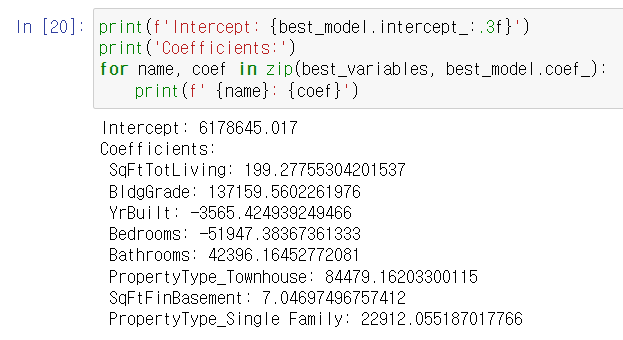 In [20]: print(f'Intercept: {best_model.intercept_:.3f}')
print('Coefficients:')
for name, coef in zip(best_variables, best_model.coef_):
    print(f' {name}: {coef}')
Intercept: 6178645.017
Coefficients:
 SqFtTotLiving: 199.27755304201537
 BldgGrade: 137159.5602261976
 YrBuilt: -3565.424939249466
 Bedrooms: -51947.38367361333
 Bathrooms: 42396.16452772081
 PropertyType_Townhouse: 84479.16203300115
 SqFtFinBasement: 7.04697496757412
 PropertyType_Single Family: 22912.055187017766